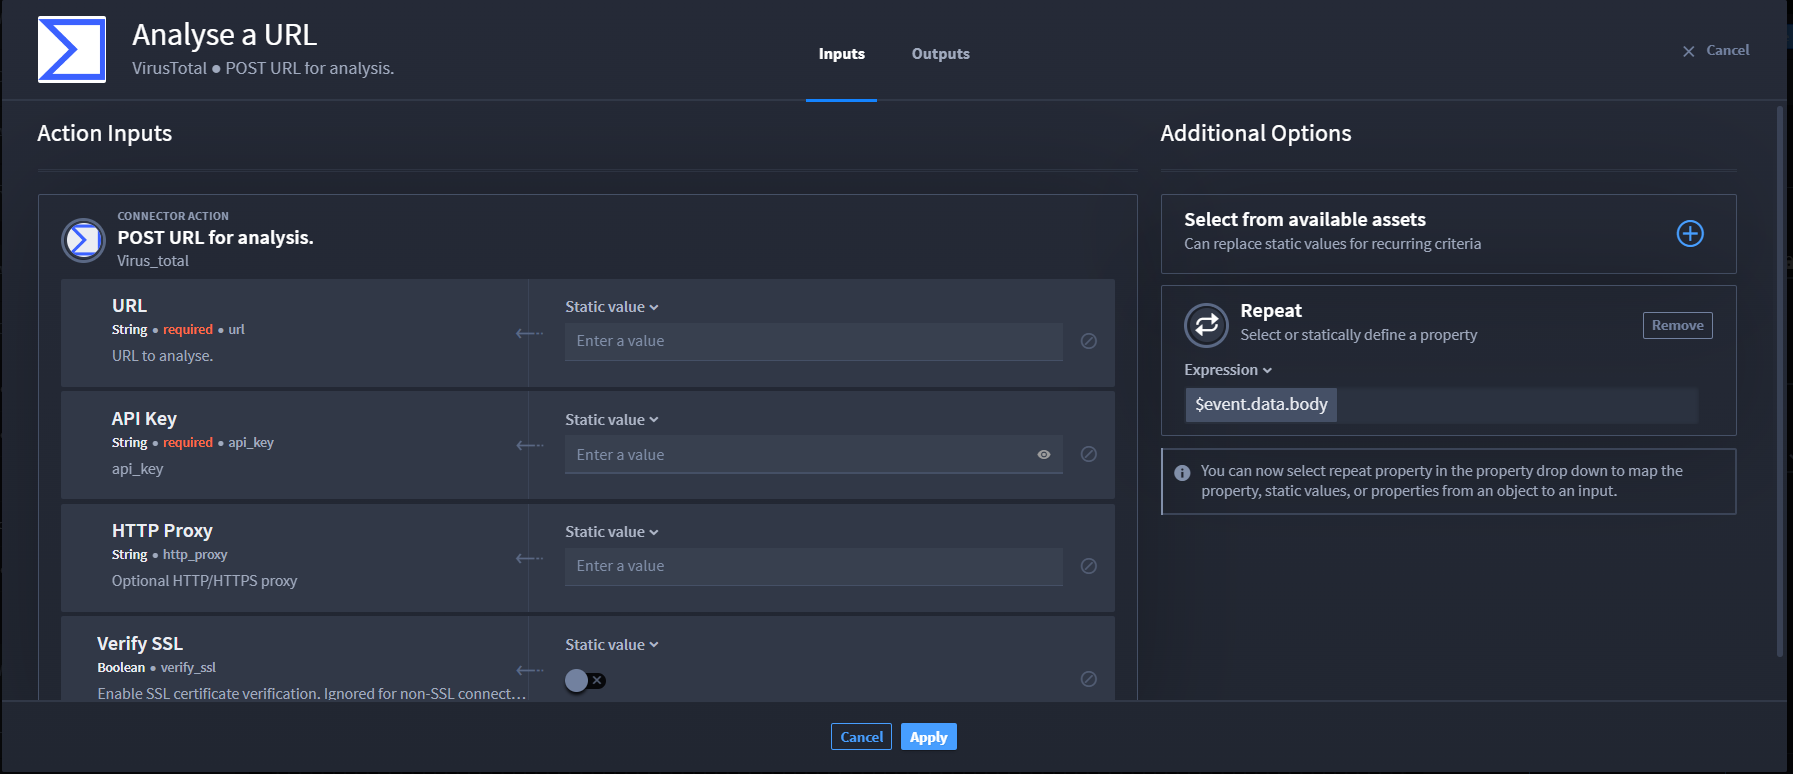 Analyse a URL
VirusTotal ● POST URL for analysis.
Inputs
Outputs
Cancel
Action Inputs
CONNECTOR ACTION
POST URL for analysis.
Virus_total
URL
String • required • url
URL to analyse.
Static value
Enter a value
API Key
String • required • api_key
api_key
Static value
Enter a value
HTTP Proxy
String • http_proxy
Optional HTTP/HTTPS proxy
Static value
Enter a value
Verify SSL
Boolean • verify_ssl
Enable SSL certificate verification. Ignored for non-SSL connect...
Static value
Additional Options
Select from available assets
Can replace static values for recurring criteria
Repeat
Select or statically define a property
Remove
Expression
$event.data.body
You can now select repeat property in the property drop down to map the
property, static values, or properties from an object to an input.
Cancel
Apply